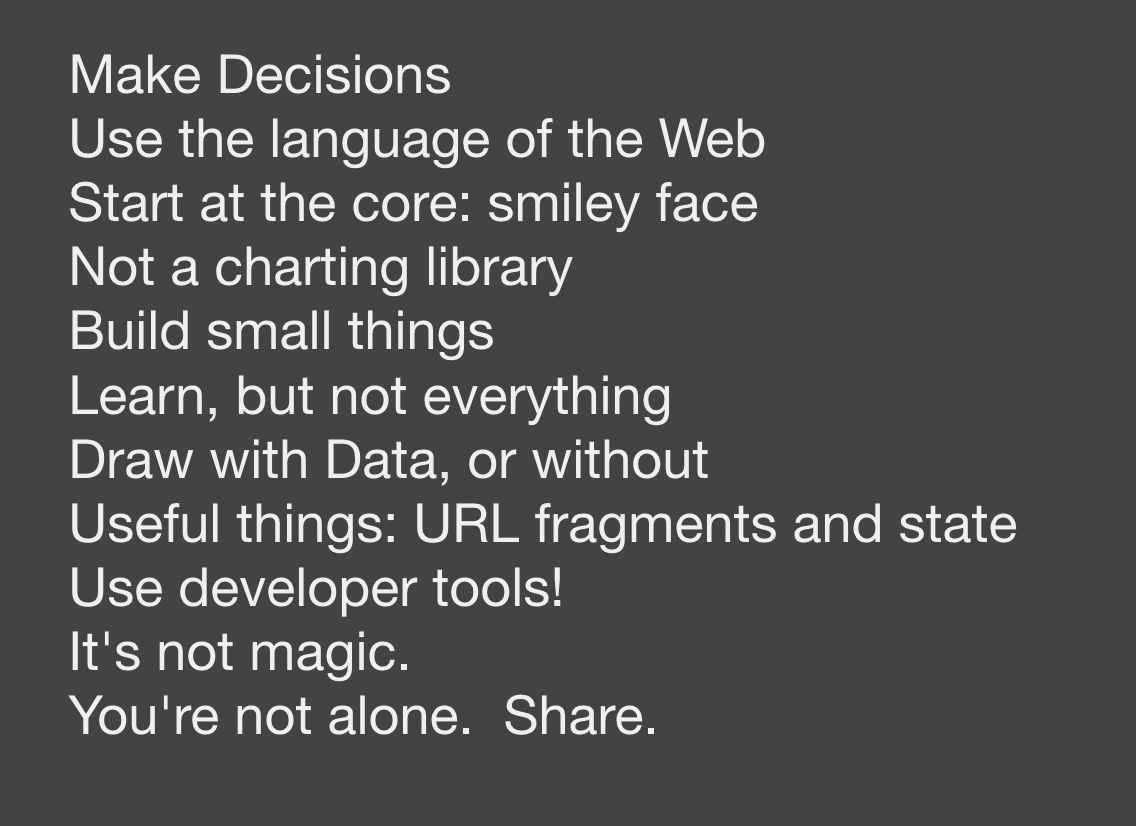 Make Decisions
Use the language of the Web
Start at the core: smiley face
Not a charting library
Build small things
Learn, but not everything
Draw with Data, or without
Useful things: URL fragments and state
Use developer tools!
It's not magic.
You're not alone.  Share.